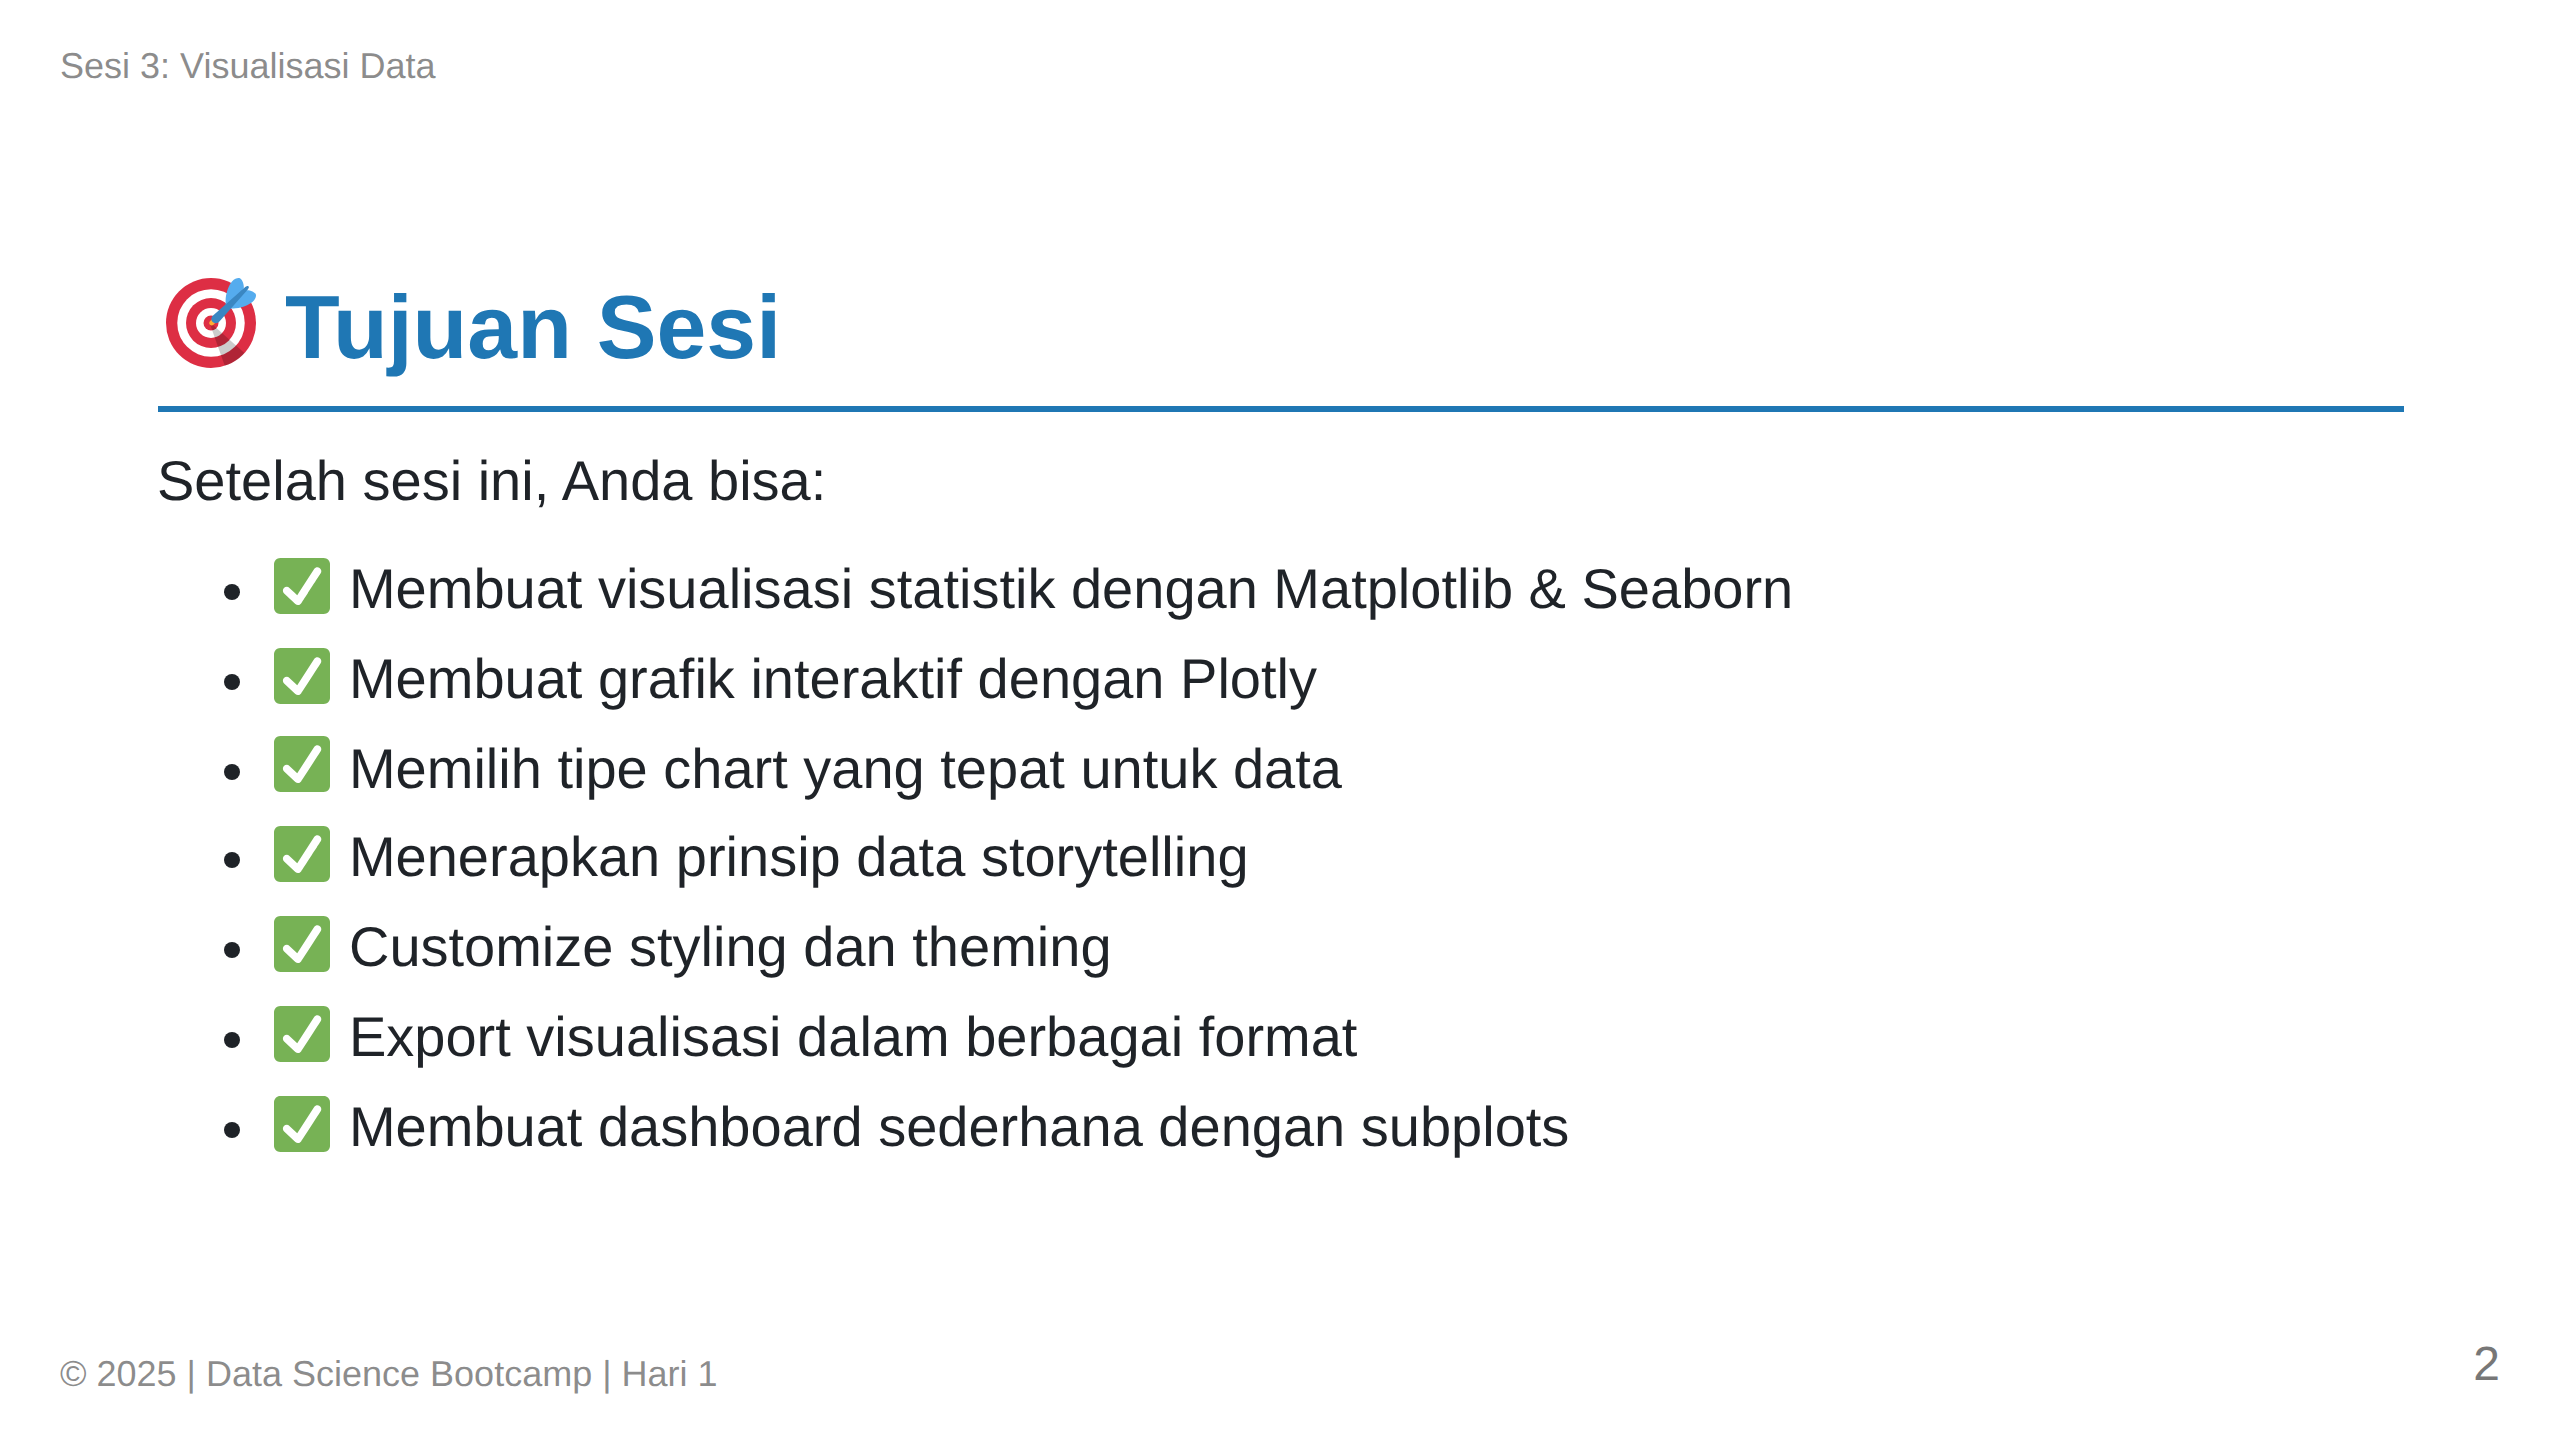 Sesi 3: Visualisasi Data
🎯 Tujuan Sesi
Setelah sesi ini, Anda bisa:
• ✅ Membuat visualisasi statistik dengan Matplotlib & Seaborn
• ✅ Membuat grafik interaktif dengan Plotly
• ✅ Memilih tipe chart yang tepat untuk data
• ✅ Menerapkan prinsip data storytelling
• ✅ Customize styling dan theming
• ✅ Export visualisasi dalam berbagai format
• ✅ Membuat dashboard sederhana dengan subplots
© 2025 | Data Science Bootcamp | Hari 1
2